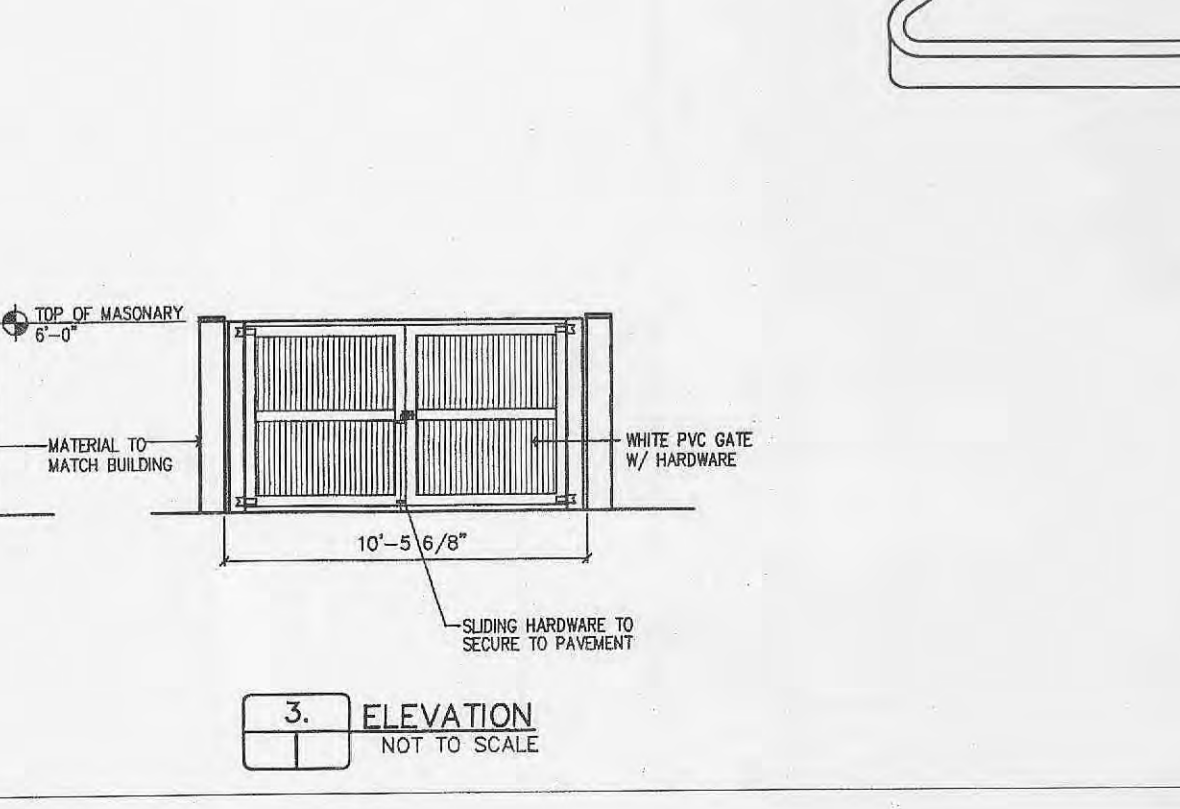 TOP OF MASONARY
6'-0"
MATERIAL TO
MATCH BUILDING
WHITE PVC GATE
W/ HARDWARE
10'-5 6/8"
SLIDING HARDWARE TO
SECURE TO PAVEMENT
3.
ELEVATION
NOT TO SCALE